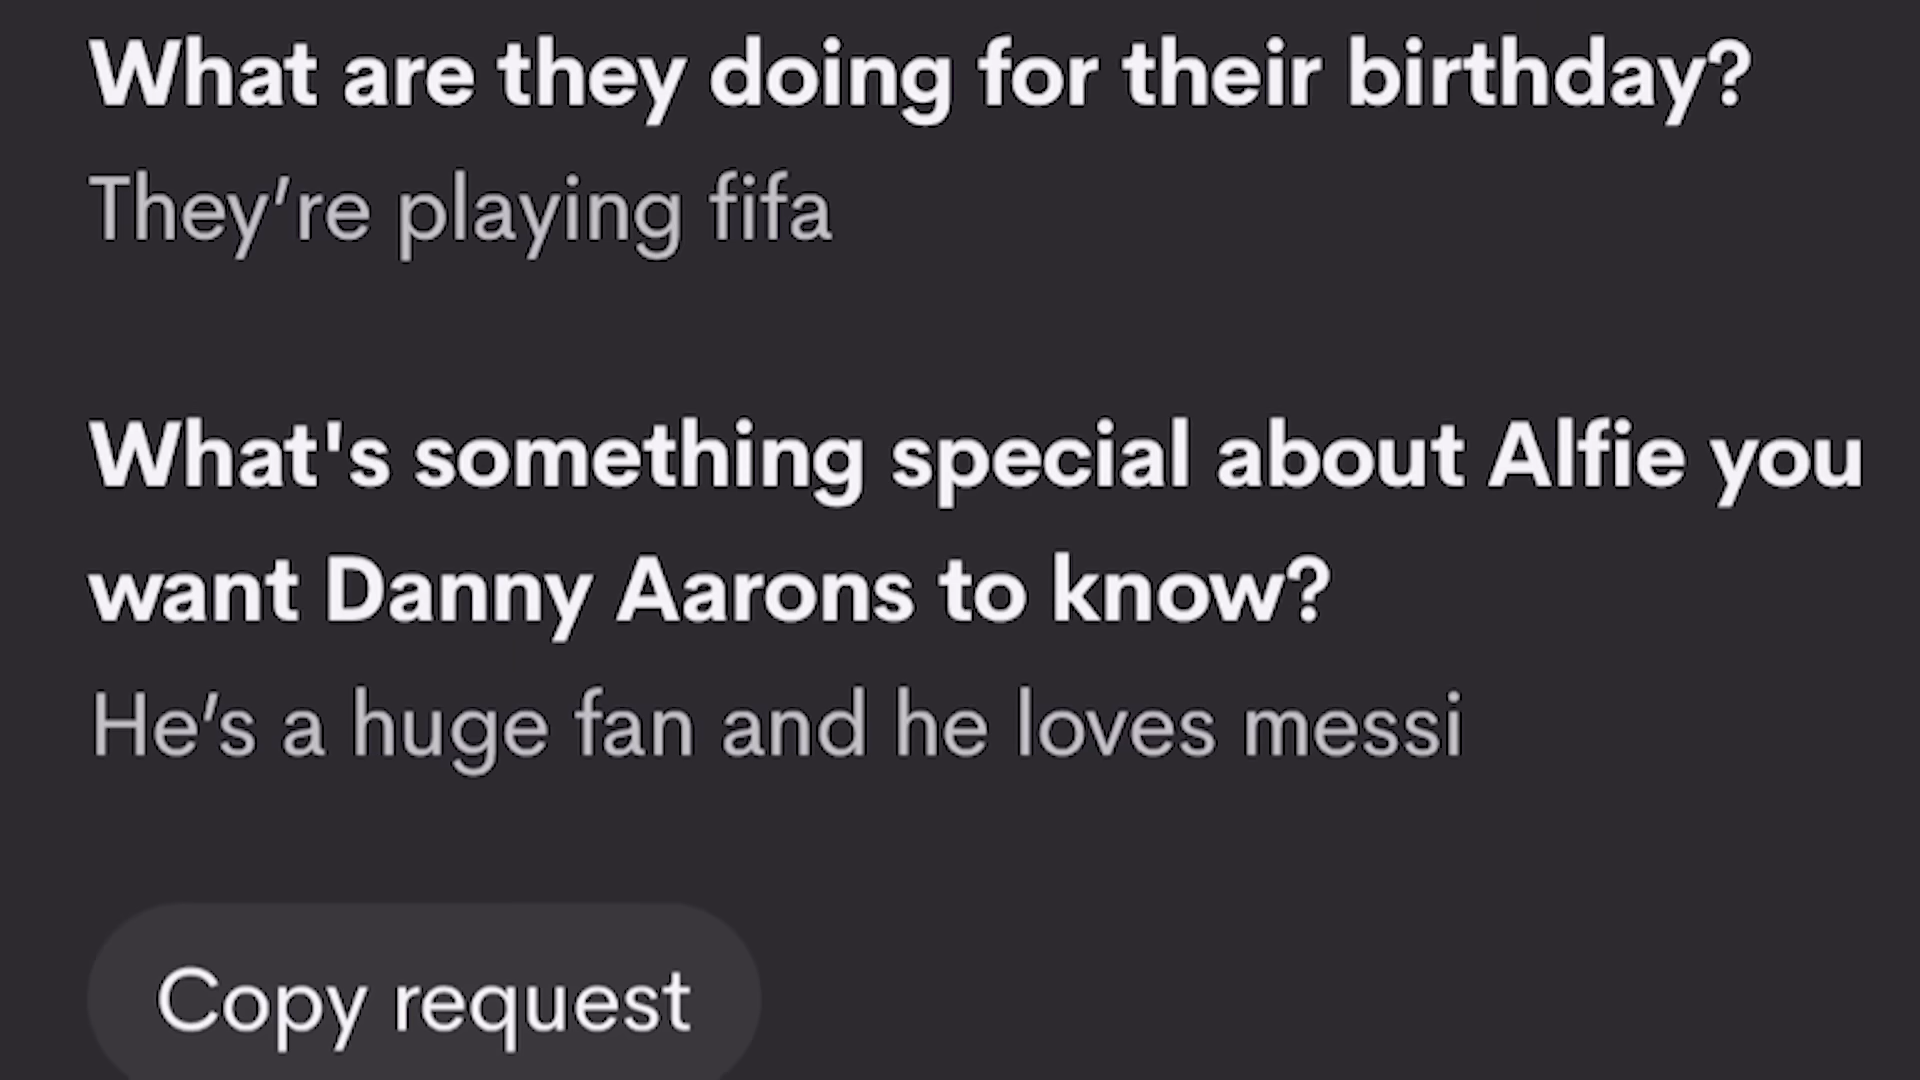 What are they doing for their birthday?
They’re playing fifa
What's something special about Alfie you
want Danny Aarons to know?
He’s a huge fan and he loves messi
Copy request